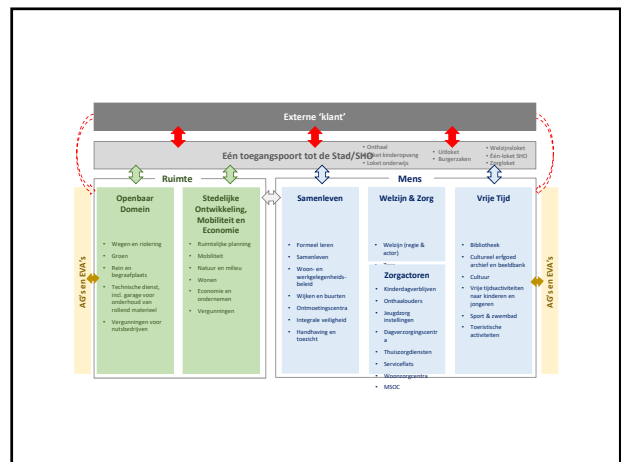 Externe ‘klant’
Eén toegangspoort tot de Stad/SHO
• Onthaal
• Loket kinderopvang
• Loket onderwijs
• Uitloket
• Burgerzaken
• Welzijnsloket
• Eén-loket SHO
• Zorgloket
Ruimte
Mens
AG's en EVA's
Openbaar
Domein
• Wegen en riolering
• Groen
• Rein en
begraafplaats
• Technische dienst,
incl. garage voor
onderhoud van
rollend materieel
• Vergunningen voor
nutsbedrijven
Stedelijke
Ontwikkeling,
Mobiliteit en
Economie
• Ruimtelijke planning
• Mobiliteit
• Natuur en milieu
• Wonen
• Economie en
ondernemen
• Vergunningen
Samenleven
• Formeel leren
• Samenleven
• Woon- en
werkgelegenheids-
beleid
• Wijken en buurten
• Ontmoetingscentra
• Integrale veiligheid
• Handhaving en
toezicht
Welzijn & Zorg
• Welzijn (regie &
actor)
Zorgactoren
• Kinderdagverblijven
• Onthaalouders
• Jeugdzorg
instellingen
• Dagverzorgingscentr
a
• Thuiszorgdiensten
• Serviceflats
• Woonzorgcentra
• MSOC
Vrije Tijd
• Bibliotheek
• Cultureel erfgoed
archief en beeldbank
• Cultuur
• Vrije tijdsactiviteiten
naar kinderen en
jongeren
• Sport & zwembad
• Toeristische
activiteiten
AG's en EVA's